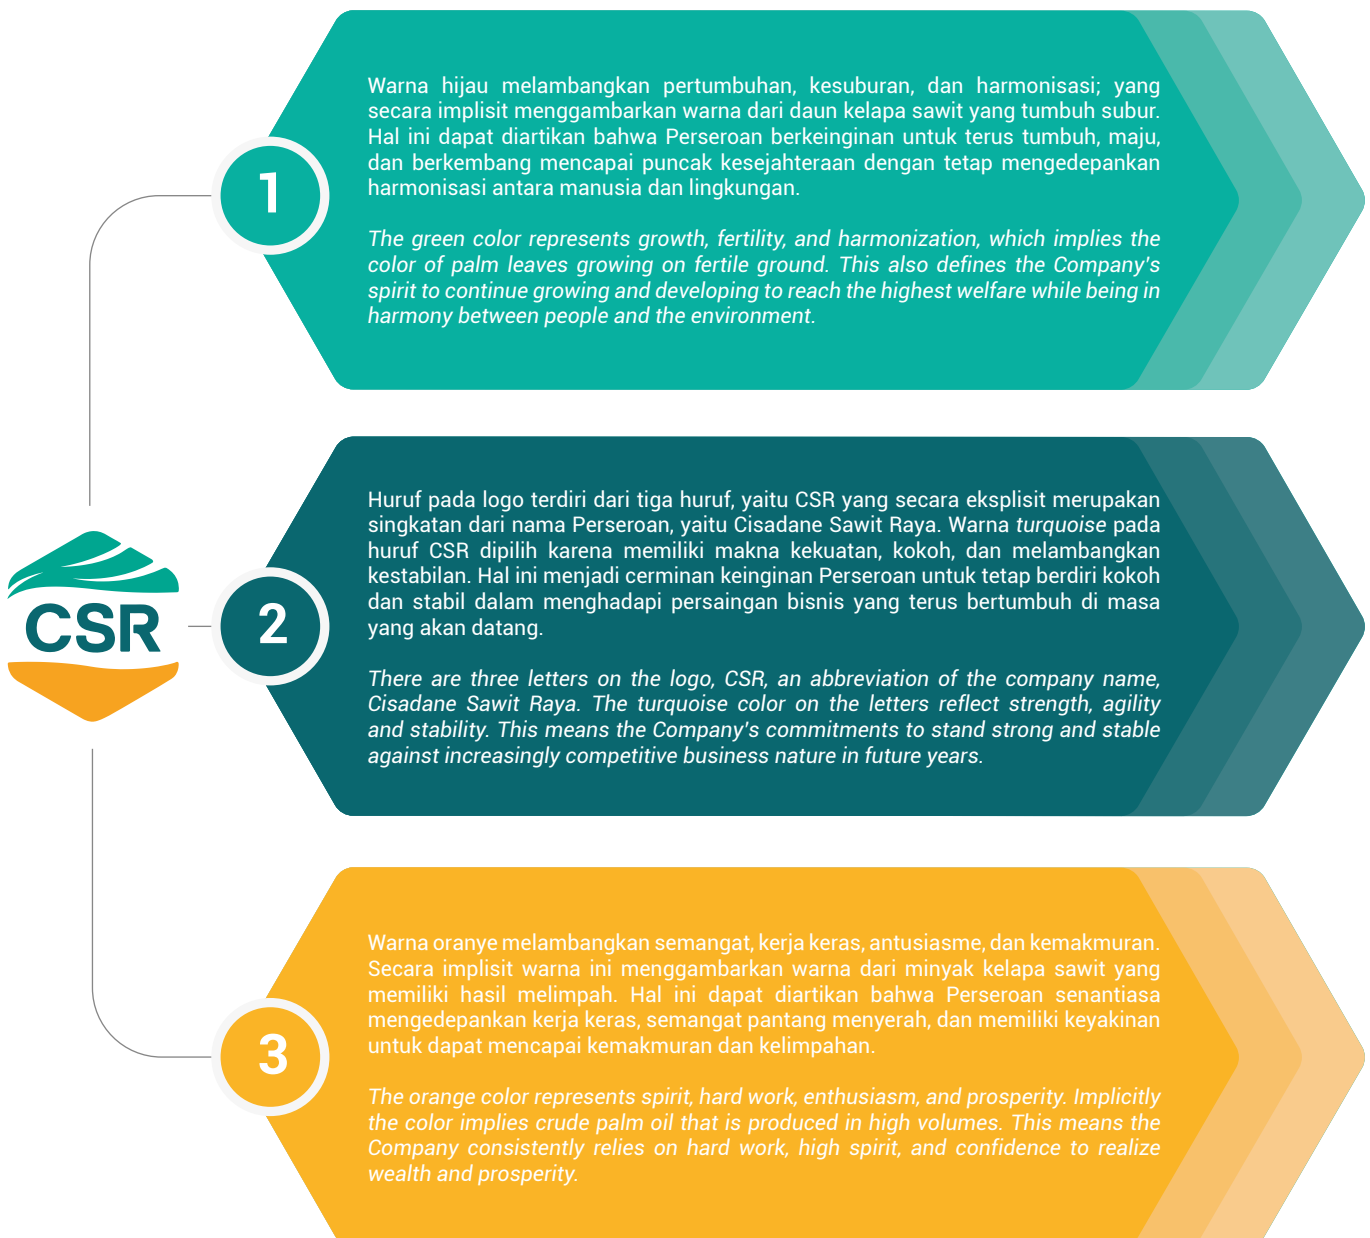 Warna hijau melambangkan pertumbuhan, kesuburan, dan harmonisasi; yang
secara implisit menggambarkan warna dari daun kelapa sawit yang tumbuh subur.
Hal ini dapat diartikan bahwa Perseroan berkeinginan untuk terus tumbuh, maju,
dan berkembang mencapai puncak kesejahteraan dengan tetap mengedepankan
harmonisasi antara manusia dan lingkungan.
1
The green color represents growth, fertility, and harmonization, which implies the
color of palm leaves growing on fertile ground. This also defines the Company's
spirit to continue growing and developing to reach the highest welfare while being in
harmony between people and the environment.
Huruf pada logo terdiri dari tiga huruf, yaitu CSR yang secara eksplisit merupakan
singkatan dari nama Perseroan, yaitu Cisadane Sawit Raya. Warna turquoise pada
huruf CSR dipilih karena memiliki makna kekuatan, kokoh, dan melambangkan
kestabilan. Hal ini menjadi cerminan keinginan Perseroan untuk tetap berdiri kokoh
dan stabil dalam menghadapi persaingan bisnis yang terus bertumbuh di masa
yang akan datang.
CSR
2
There are three letters on the logo, CSR, an abbreviation of the company name,
Cisadane Sawit Raya. The turquoise color on the letters reflect strength, agility
and stability. This means the Company's commitments to stand strong and stable
against increasingly competitive business nature in future years.
Warna oranye melambangkan semangat, kerja keras, antusiasme, dan kemakmuran.
Secara implisit warna ini menggambarkan warna dari minyak kelapa sawit yang
memiliki hasil melimpah. Hal ini dapat diartikan bahwa Perseroan senantiasa
mengedepankan kerja keras, semangat pantang menyerah, dan memiliki keyakinan
untuk dapat mencapai kemakmuran dan kelimpahan.
3
The orange color represents spirit, hard work, enthusiasm, and prosperity. Implicitly
the color implies crude palm oil that is produced in high volumes. This means the
Company consistently relies on hard work, high spirit, and confidence to realize
wealth and prosperity.